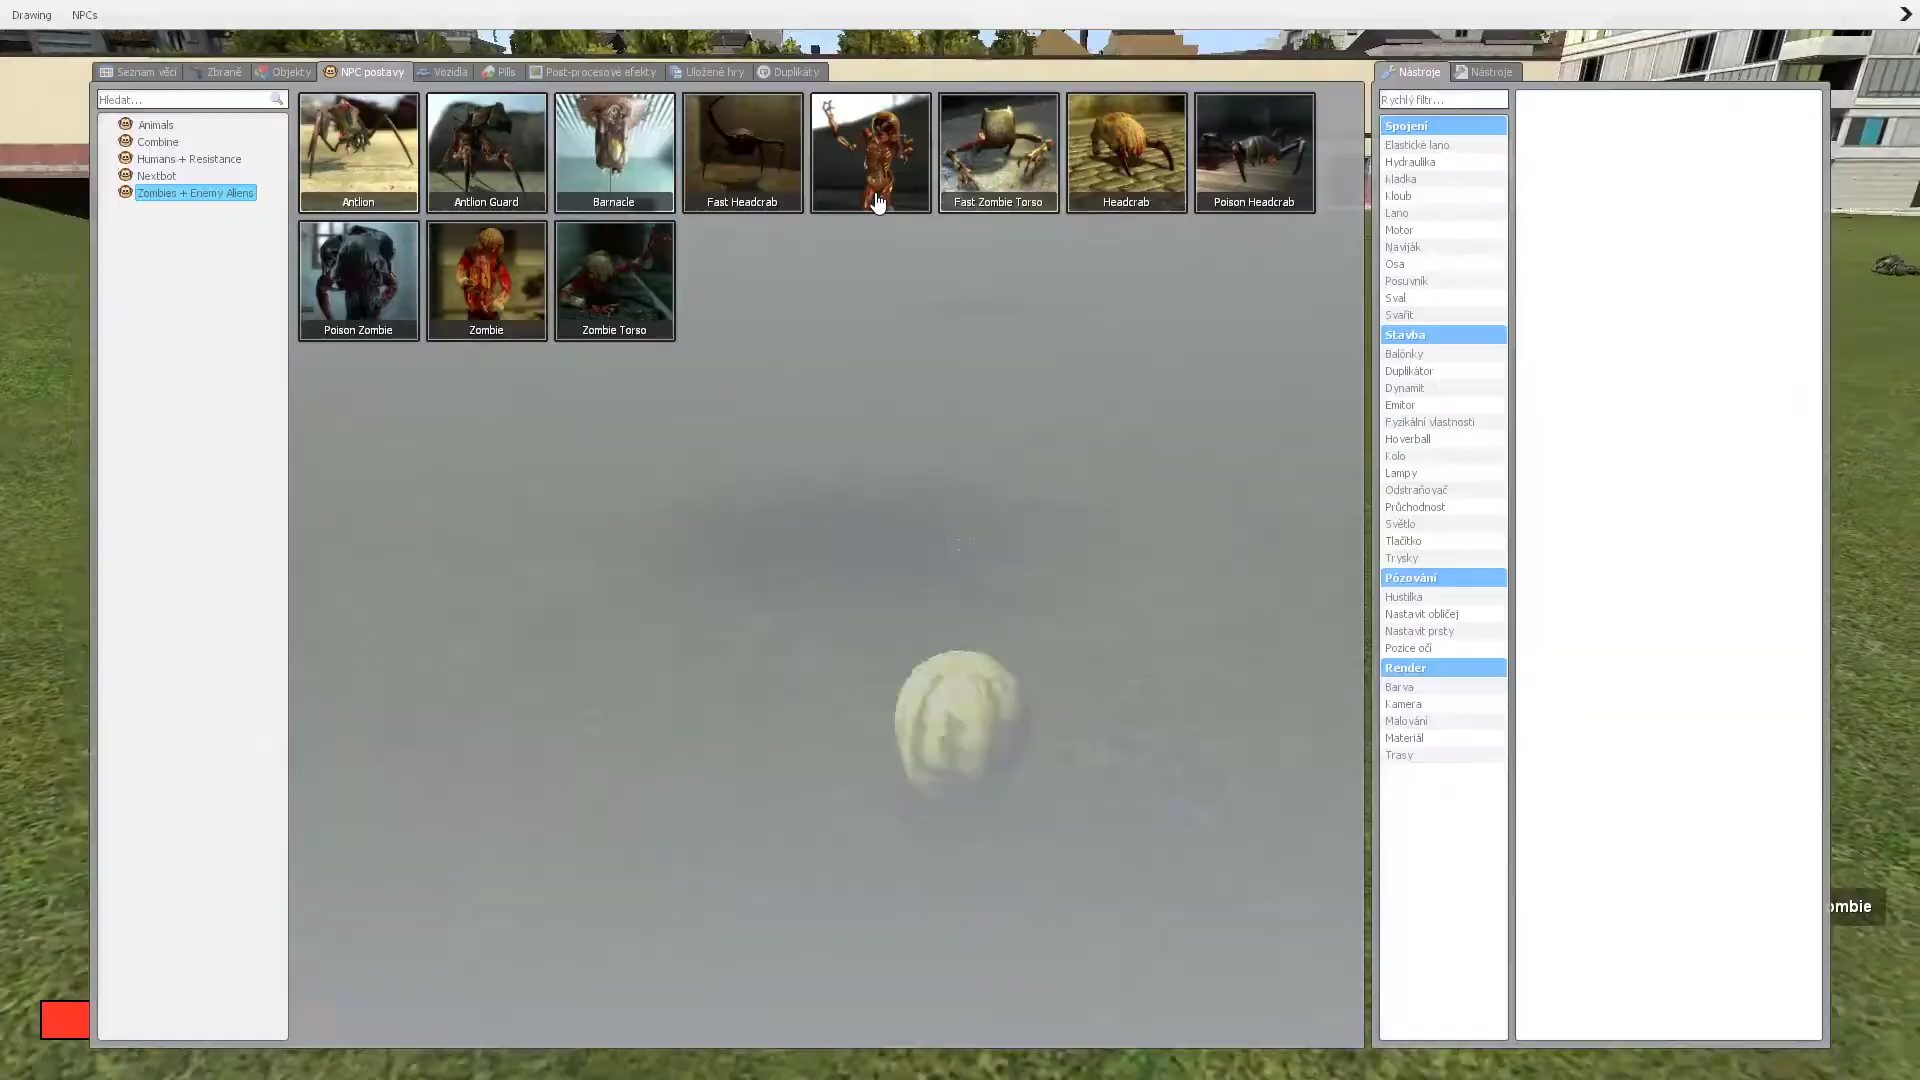 Drawing NPCs
Seznam věcí Zbraně Objekty NPC postavy Vozidla Pills Post-procesové efekty Uložené hry Duplikáty
Nástroje Nástroje
Hledat...
Rychlý filtr...
Animals
Combine
Humans + Resistance
Nextbot
Zombies + Enemy Aliens
Antlion
Antlion Guard
Barnacle
Fast Headcrab
Fast Zombie Torso
Headcrab
Poison Headcrab
Poison Zombie
Zombie
Zombie Torso
Spojení
Elastické lano
Hydraulika
Kladka
Kloub
Lano
Motor
Naviják
Osa
Posuvník
Sval
Svařit
Stavba
Balónky
Duplikátor
Dynamit
Emitor
Fyzikální vlastnosti
Hoverball
Kolo
Lampy
Odstraňovač
Průchodnost
Světlo
Tlačítko
Trysky
Pózování
Hustilka
Nastavit obličej
Nastavit prsty
Pozice očí
Render
Barva
Kamera
Malování
Materiál
Trasy
ombie